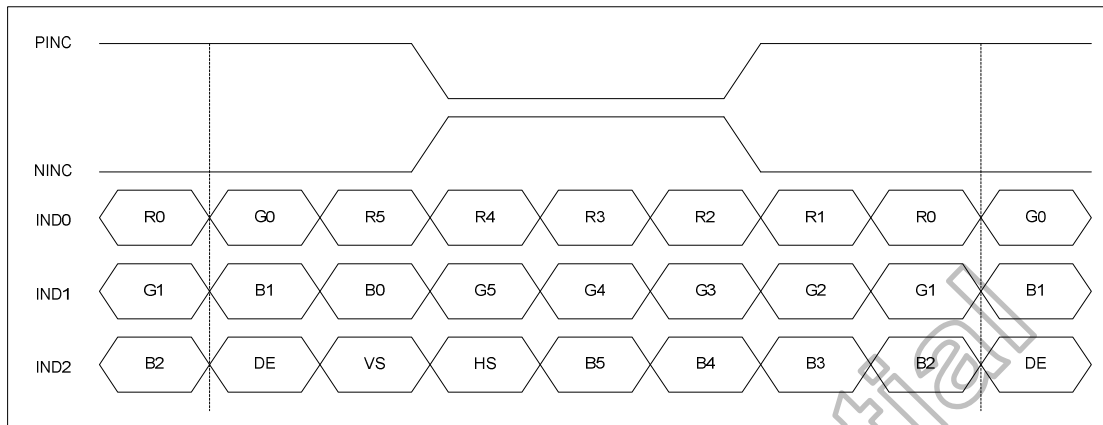 PINC
NINC
IND0 R0 G0 R5 R4 R3 R2 R1 R0 G0
IND1 G1 B1 B0 G5 G4 G3 G2 G1 B1
IND2 B2 DE VS HS B5 B4 B3 B2 DE
tial